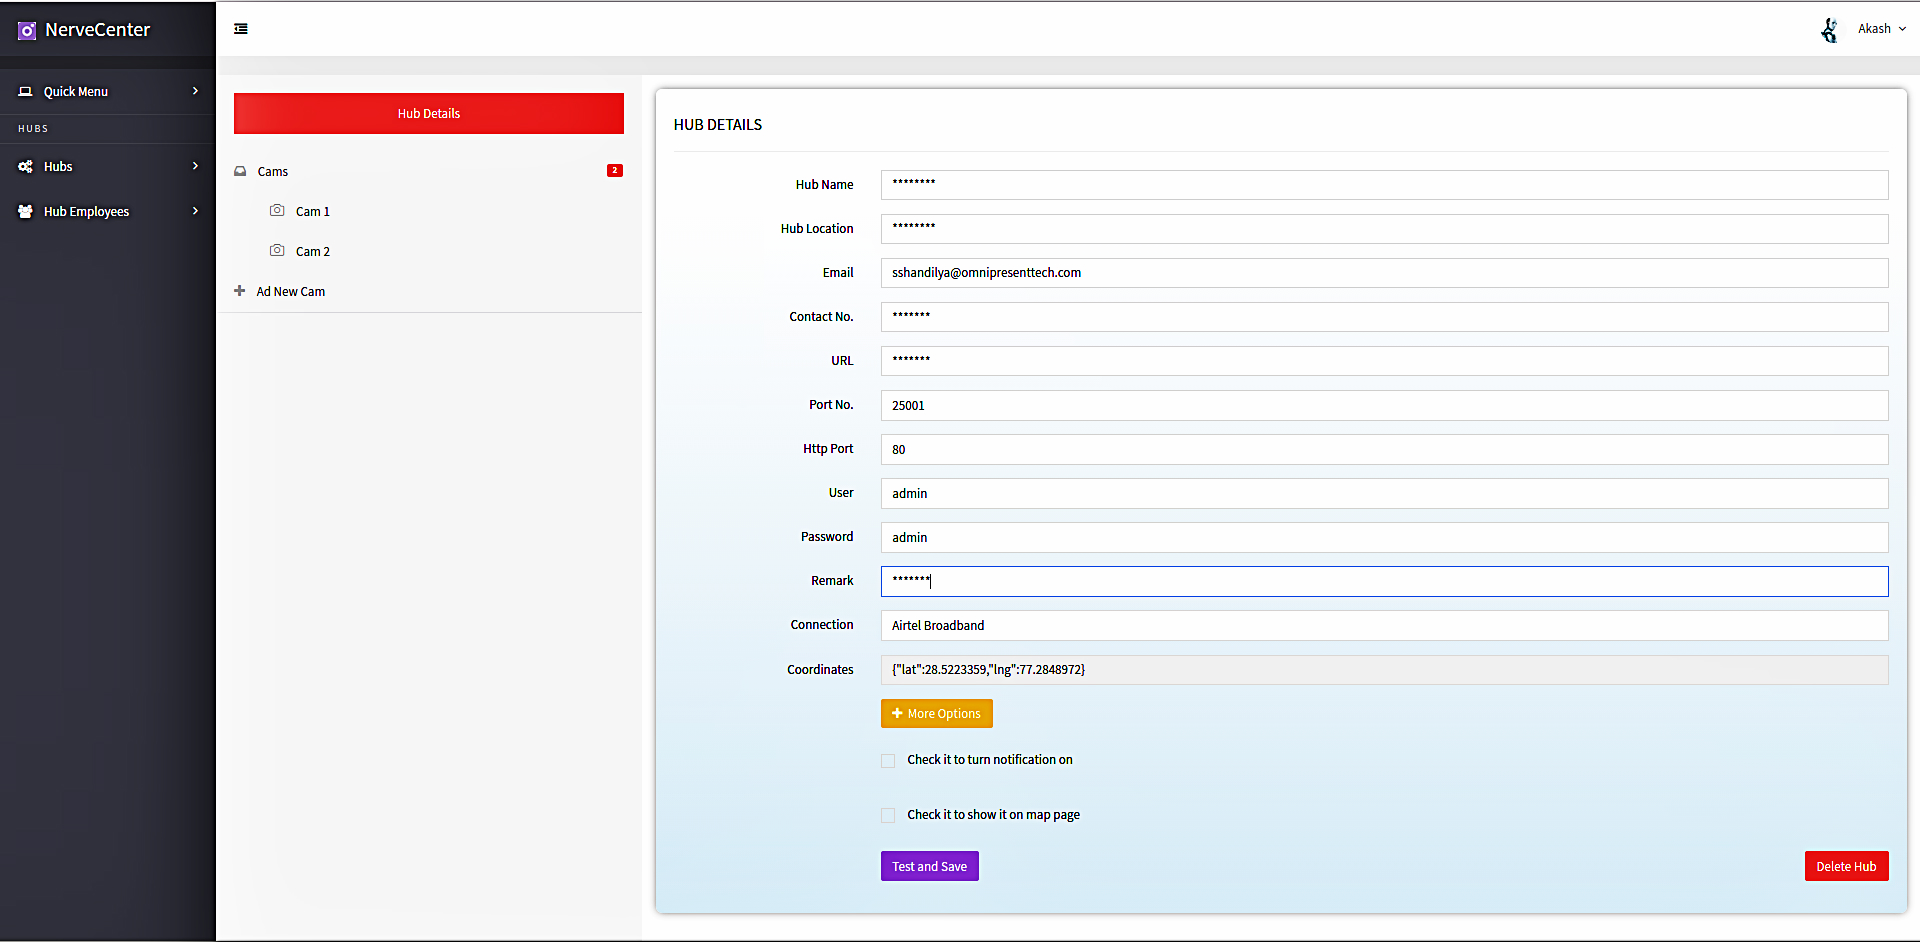 NerveCenter
Akash
Quick Menu
HUBS
Hubs
Hub Employees
Hub Details
Cams 2
Cam 1
Cam 2
Ad New Cam
HUB DETAILS
Hub Name ********
Hub Location ********
Email sshandilya@omnipresenttech.com
Contact No. *******
URL *******
Port No. 25001
Http Port 80
User admin
Password admin
Remark *******
Connection Airtel Broadband
Coordinates {"lat":28.5223359,"lng":77.2848972}
More Options
Check it to turn notification on
Check it to show it on map page
Test and Save
Delete Hub